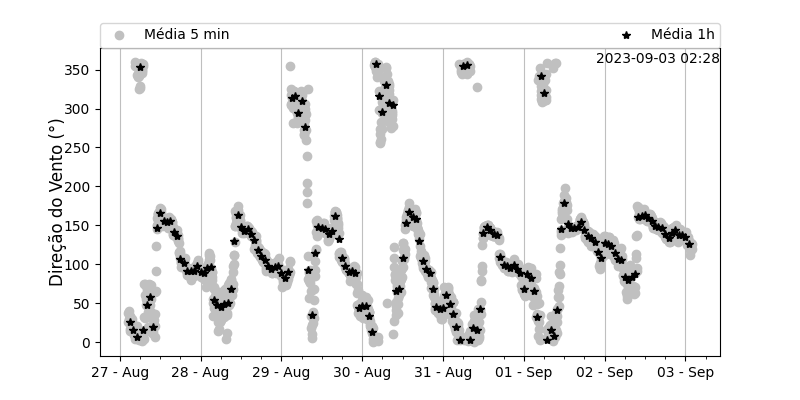 Média 5 min
Média 1h
2023-09-03 02:28
Direção do Vento (°)
350
300
250
200
150
100
50
0
27 - Aug
28 - Aug
29 - Aug
30 - Aug
31 - Aug
01 - Sep
02 - Sep
03 - Sep